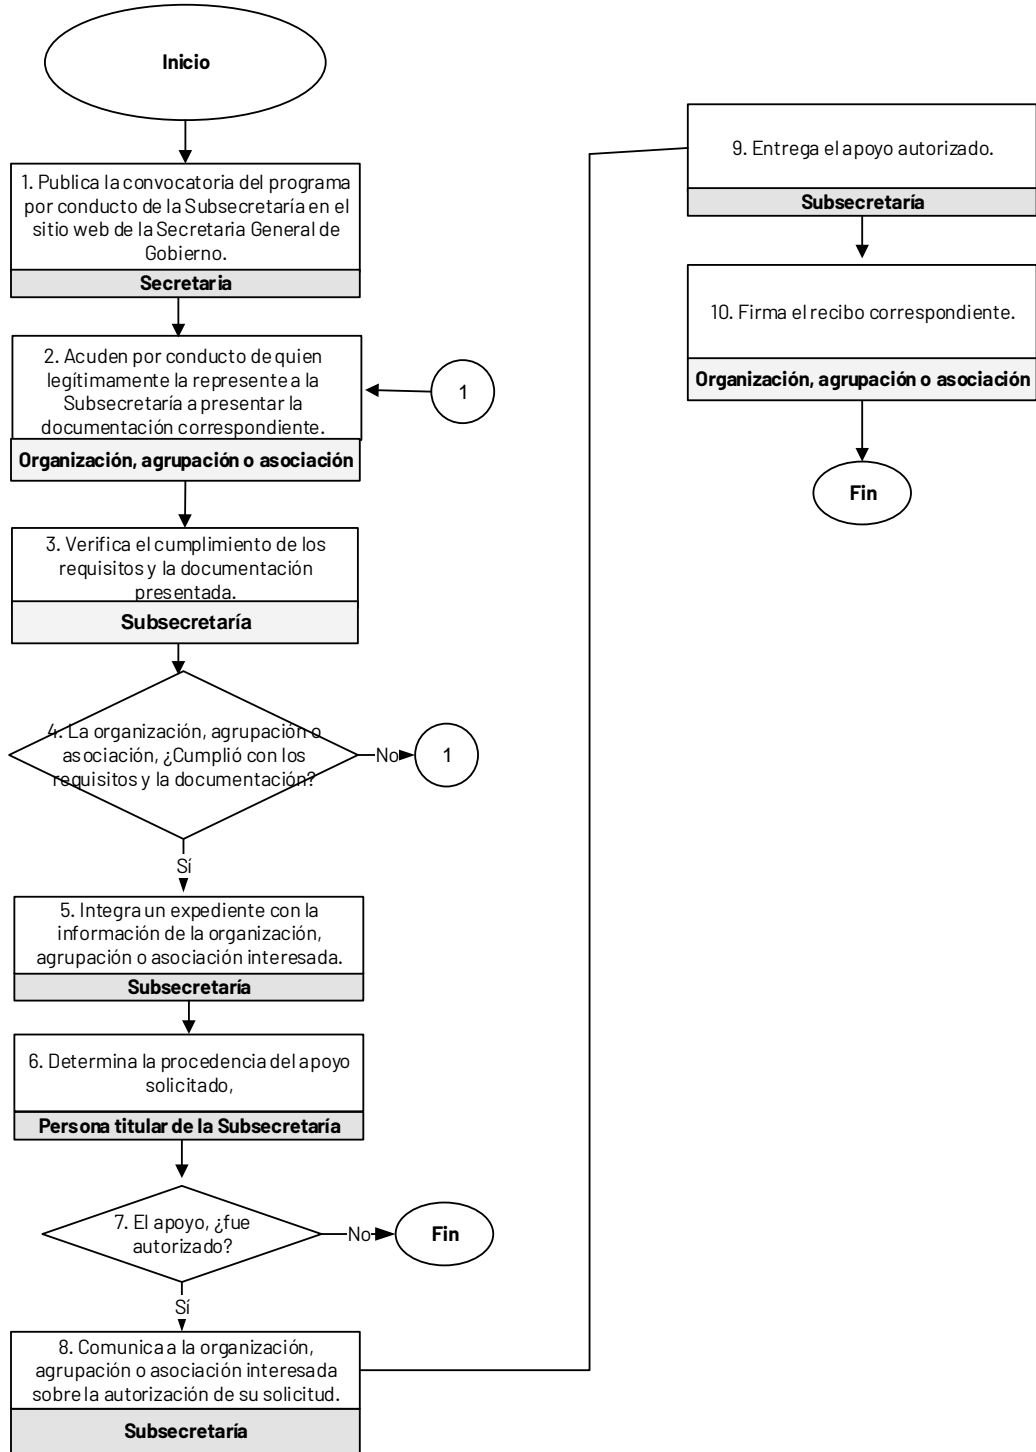 Inicio
1. Publica la convocatoria del programa
por conducto de la Subsecretaría en el
sitio web de la Secretaria General de
Gobierno.
Secretaria
2. Acuden por conducto de quien
legítimamente la represente a la
Subsecretaría a presentar la
documentación correspondiente.
1
Organización, agrupación o asociación
3. Verifica el cumplimiento de los
requisitos y la documentación
presentada.
Subsecretaría
4. La organización, agrupación o
asociación, ¿Cumplió con los
requisitos y la documentación?
No
1
Sí
5. Integra un expediente con la
información de la organización,
agrupación o asociación interesada.
Subsecretaría
6. Determina la procedencia del apoyo
solicitado,
Persona titular de la Subsecretaría
7. El apoyo, ¿fue
autorizado?
No
Fin
Sí
8. Comunica a la organización,
agrupación o asociación interesada
sobre la autorización de su solicitud.
Subsecretaría
9. Entrega el apoyo autorizado.
Subsecretaría
10. Firma el recibo correspondiente.
Organización, agrupación o asociación
Fin